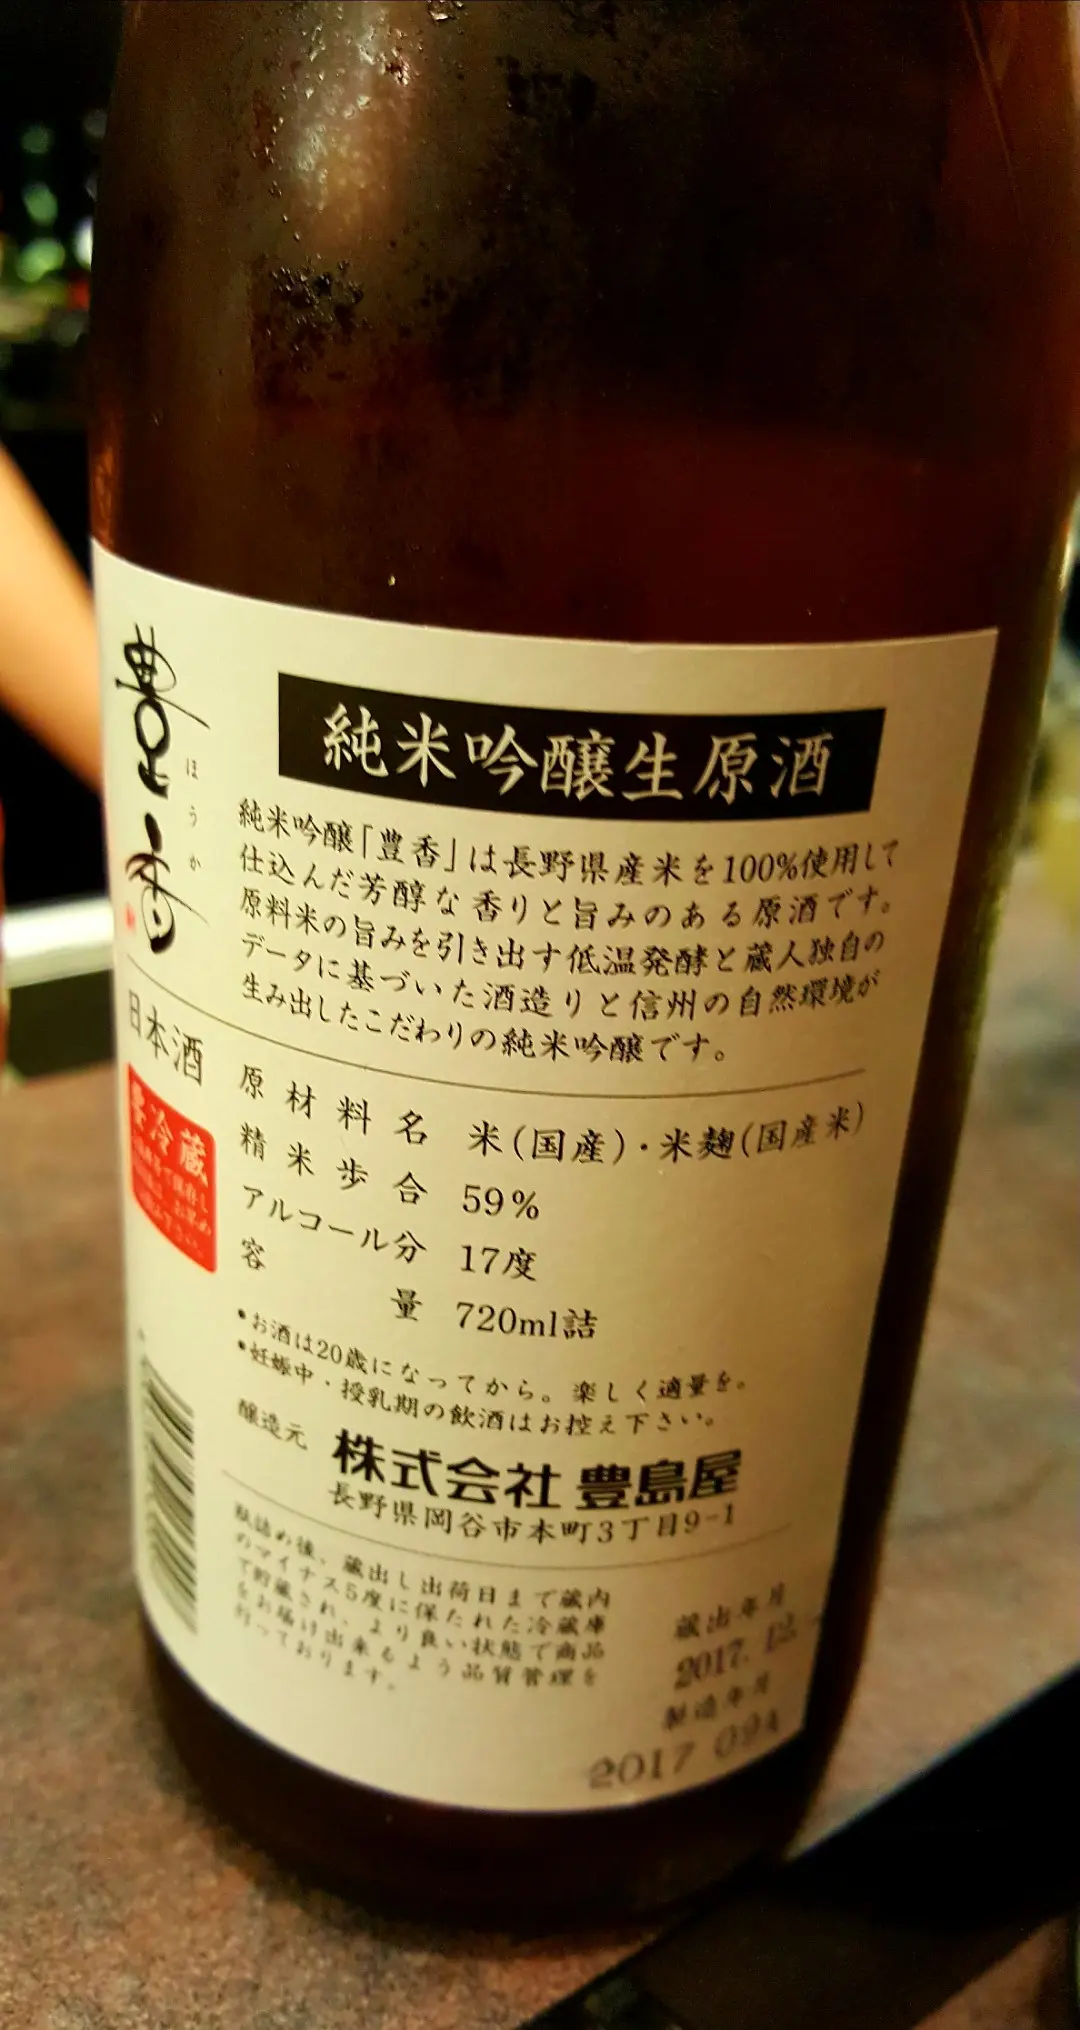 豊香
ほうか
純米吟醸生原酒
純米吟醸「豊香」は長野県産米を100%使用して
仕込んだ芳醇な香りと旨みのある原酒です。
原料米の旨みを引き出す低温発酵と蔵人独自の
データに基づいた酒造りと信州の自然環境が
生み出したこだわりの純米吟醸です。
日本酒
要冷蔵
原材料名 米(国産)・米麹(国産米)
精米歩合 59%
アルコール分 17度
容量 720ml詰
•お酒は20歳になってから。楽しく適量を。
•妊娠中・授乳期の飲酒はお控え下さい。
醸造元 株式会社 豊島屋
長野県岡谷市本町3丁目9-1
瓶詰め後、蔵出し出荷日まで蔵内
のマイナス5度に保たれた冷蔵庫
で貯蔵され、より良い状態で商品
をお届け出来るよう品質管理を
行っております。
蔵出年月
2017.
製造年月
2017